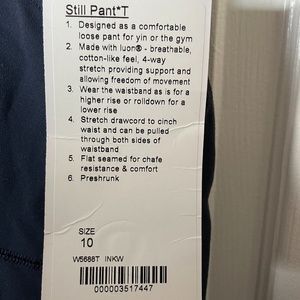 Still Pant*T
1. Designed as a comfortable
loose pant for yin or the gym
2. Made with luon® - breathable,
cotton-like feel, 4-way
stretch providing support and
allowing freedom of movement
3. Wear the waistband as is for a
higher rise or rolldown for a
lower rise
4. Stretch drawcord to cinch
waist and can be pulled
through both sides of
waistband
5. Flat seamed for chafe
resistance & comfort
6. Preshrunk
SIZE
10
W5688T INKW
000003517447